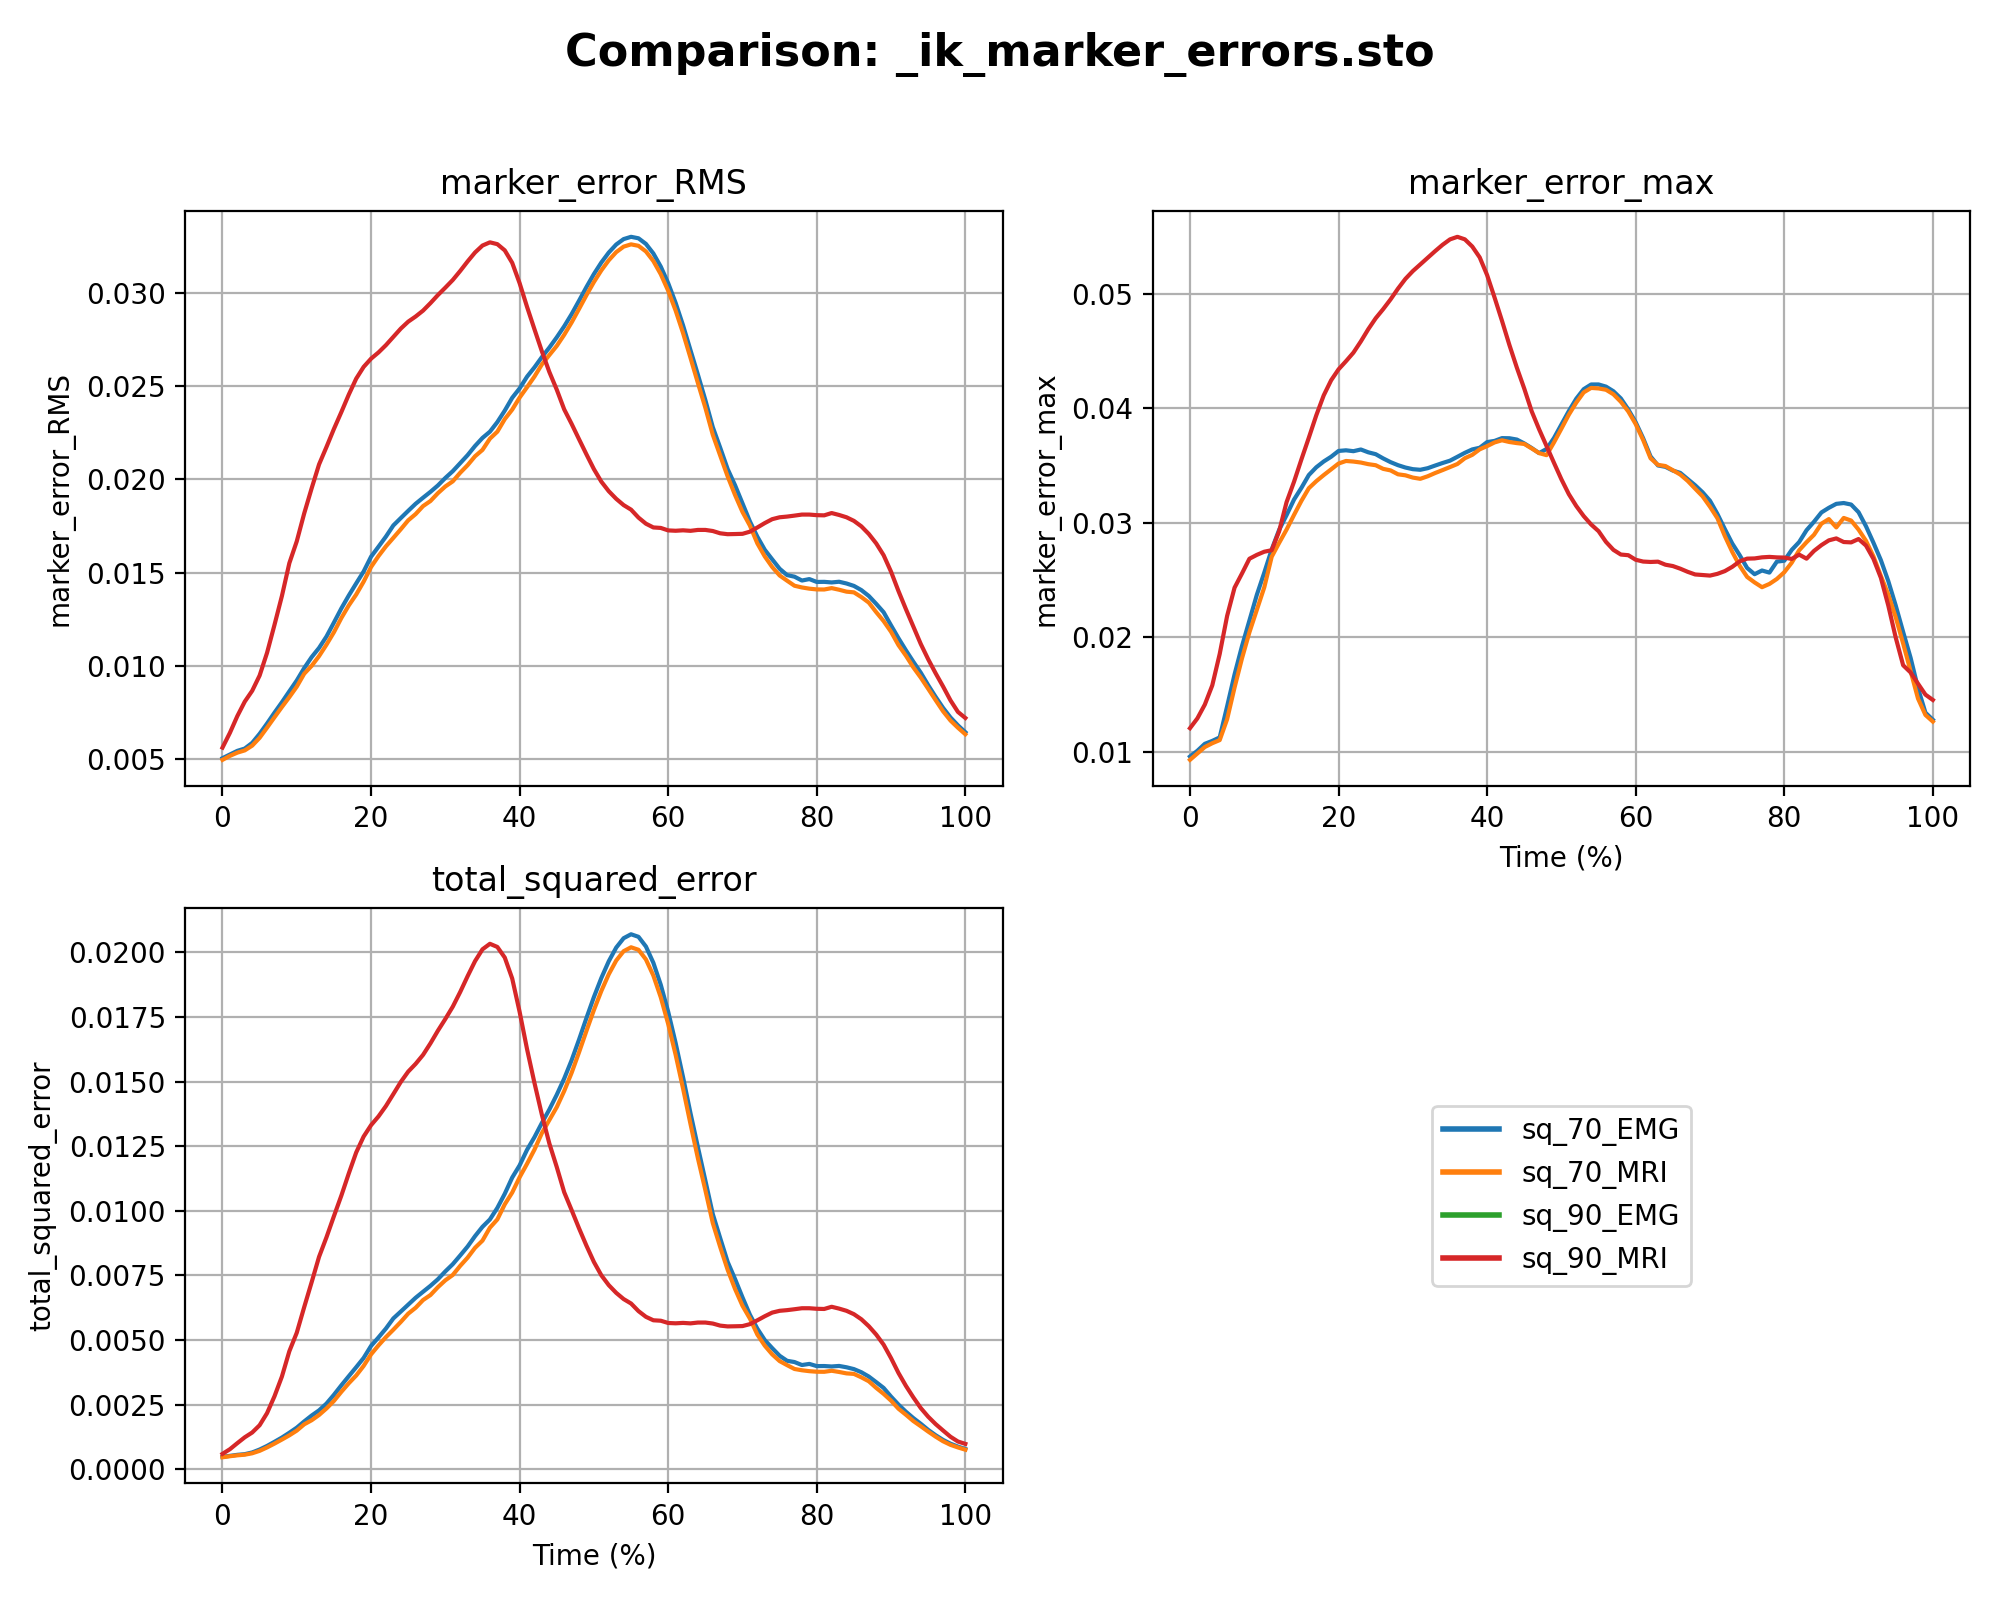 Comparison: _ik_marker_errors.sto
marker_error_RMS
marker_error_RMS
0.030
0.025
0.020
0.015
0.010
0.005
0 20 40 60 80 100
marker_error_max
marker_error_max
0.05
0.04
0.03
0.02
0.01
0 20 40 60 80 100
Time (%)
total_squared_error
total_squared_error
0.0200
0.0175
0.0150
0.0125
0.0100
0.0075
0.0050
0.0025
0.0000
0 20 40 60 80 100
Time (%)
sq_70_EMG
sq_70_MRI
sq_90_EMG
sq_90_MRI